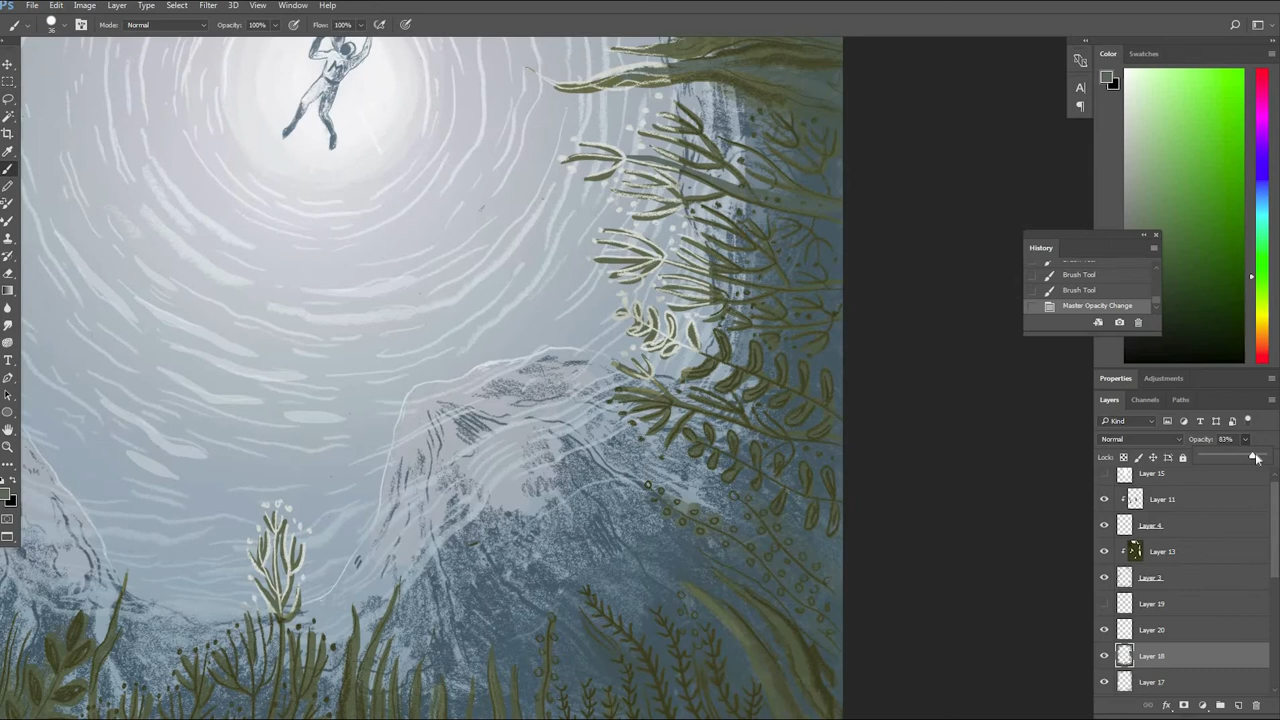 Ps File Edit Image Layer Type Select Filter 3D View Window Help
36 Mode: Normal Opacity: 100% Flow: 100%
Color Swatches
A|
History
Brush Tool
Brush Tool
Master Opacity Change
Properties Adjustments
Layers Channels Paths
Kind
Normal Opacity: 83%
Lock:
Layer 15
Layer 11
Layer 4
Layer 13
Layer 3
Layer 19
Layer 20
Layer 18
Layer 17
fx
M